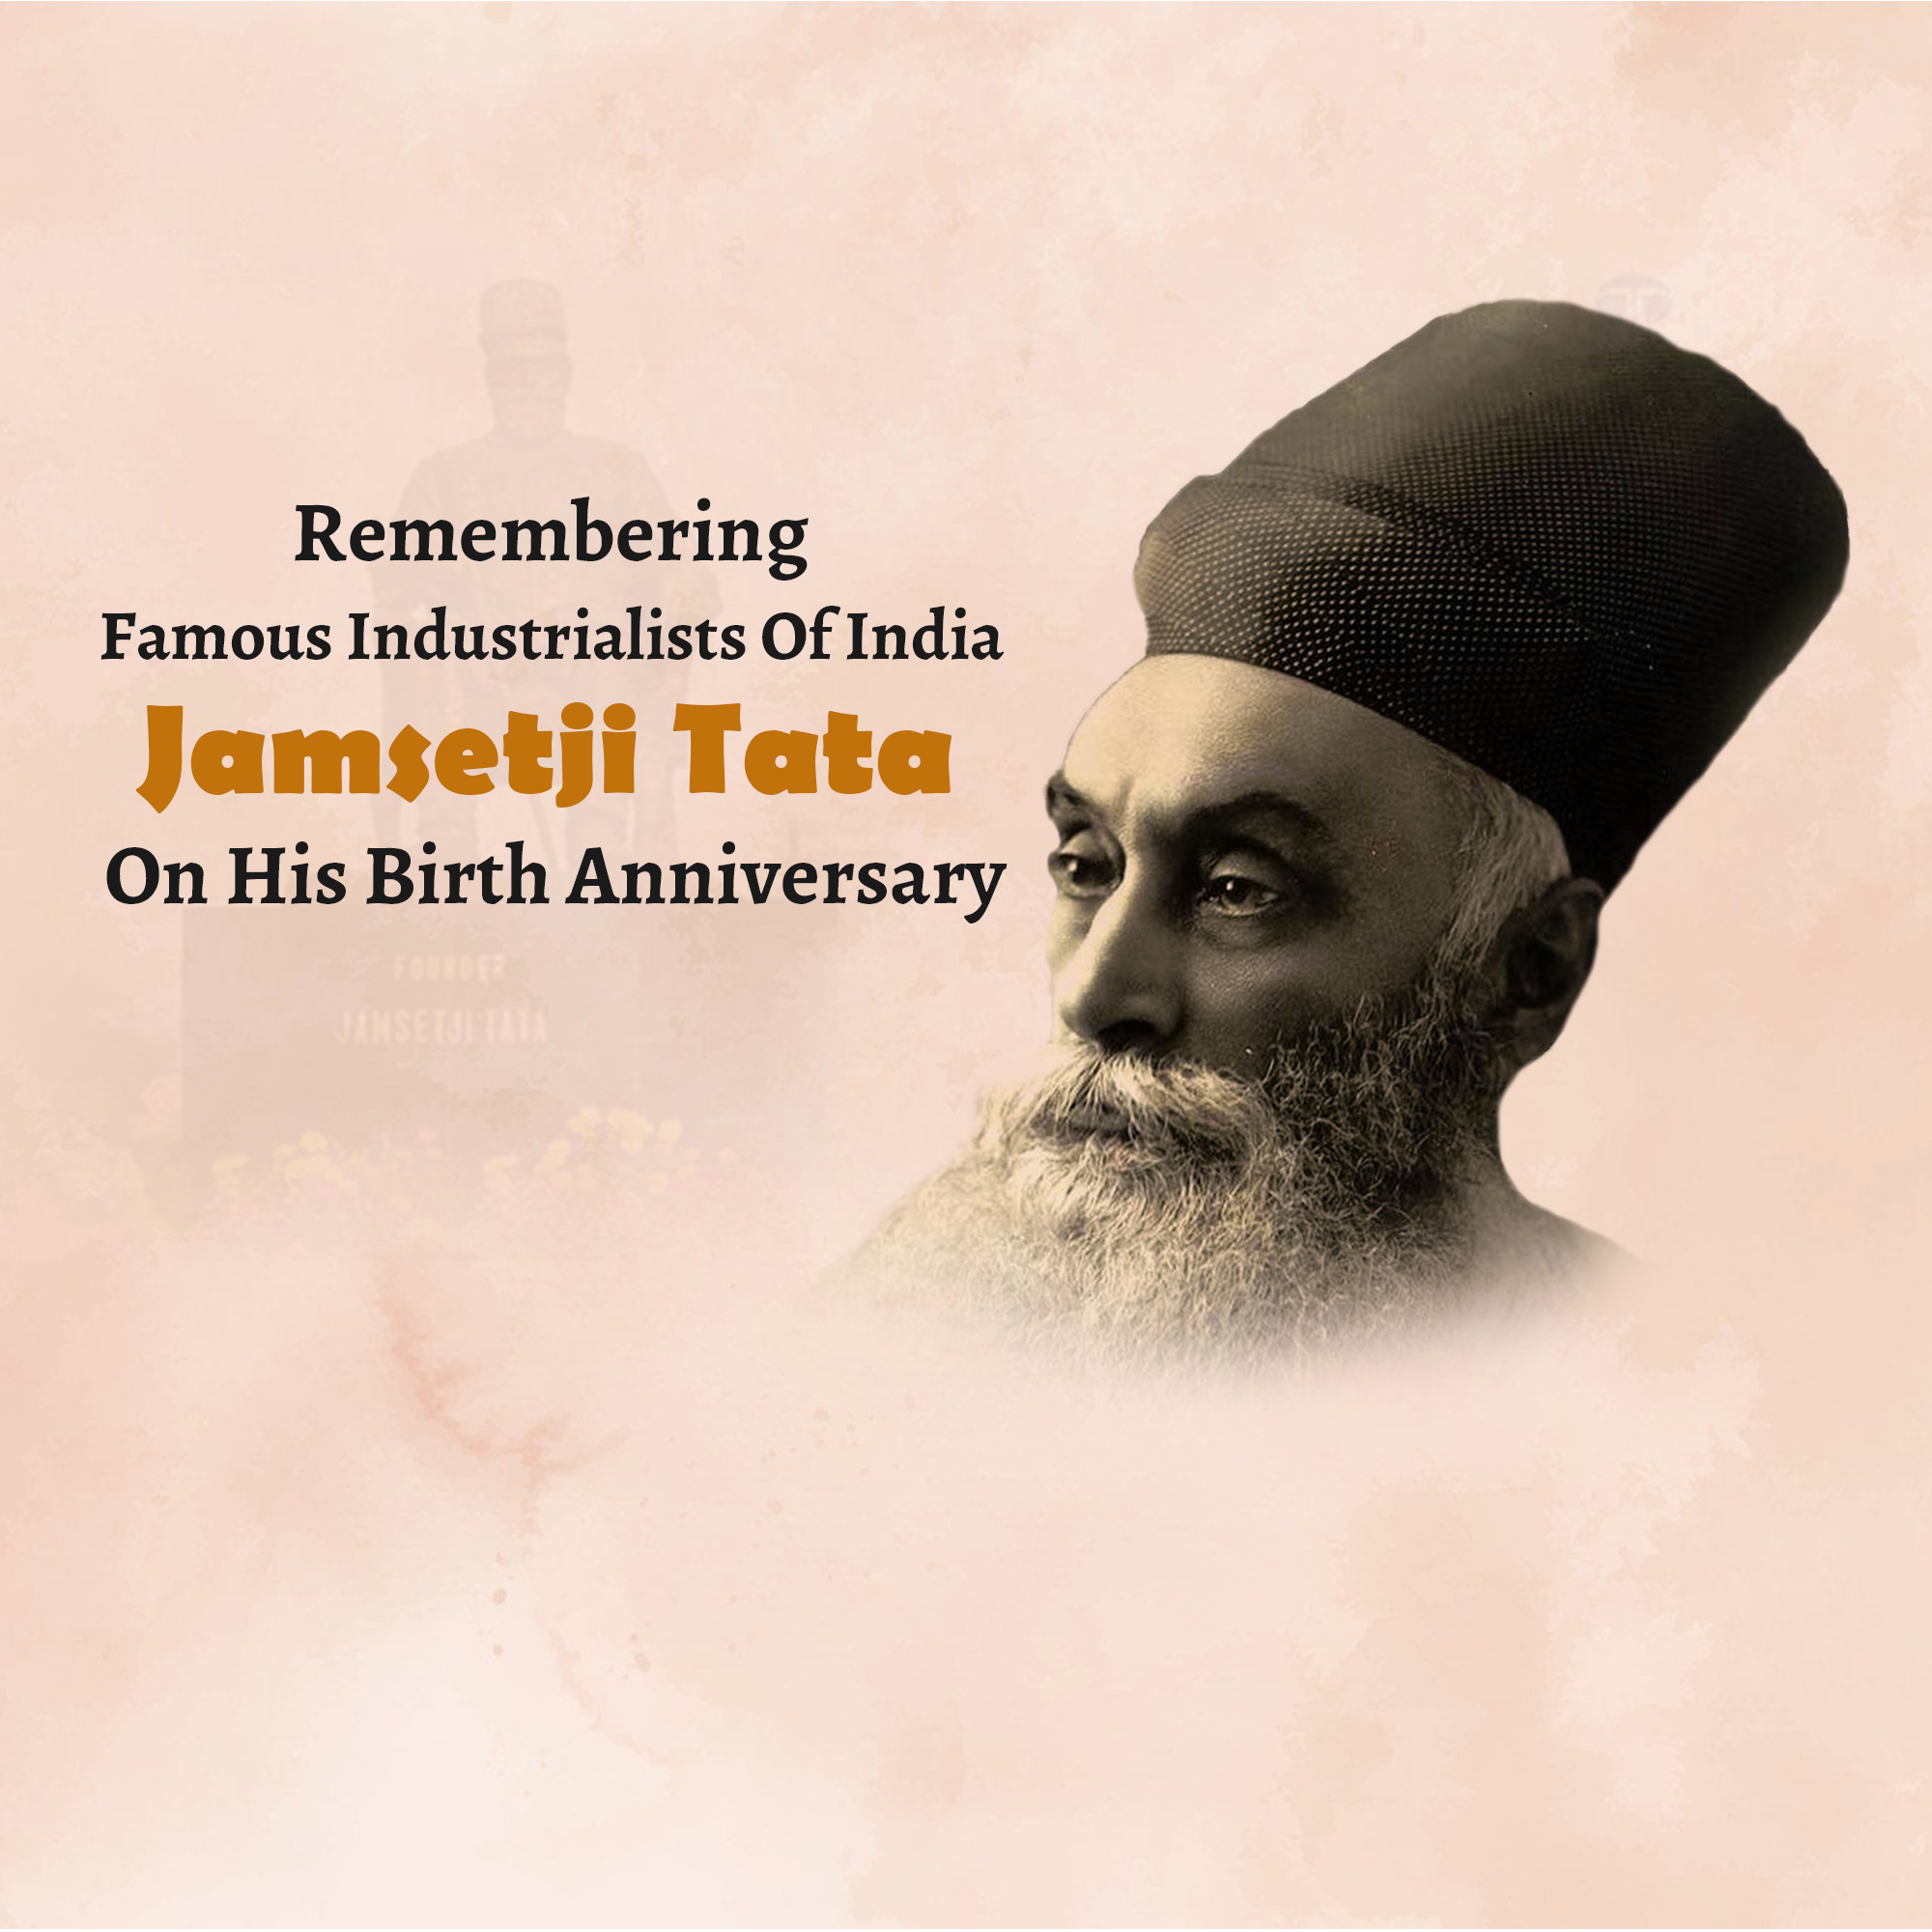 Remembering
Famous Industrialists Of India
Jamsetji Tata
On His Birth Anniversary
FOUNDER
JAMSETJI TATA